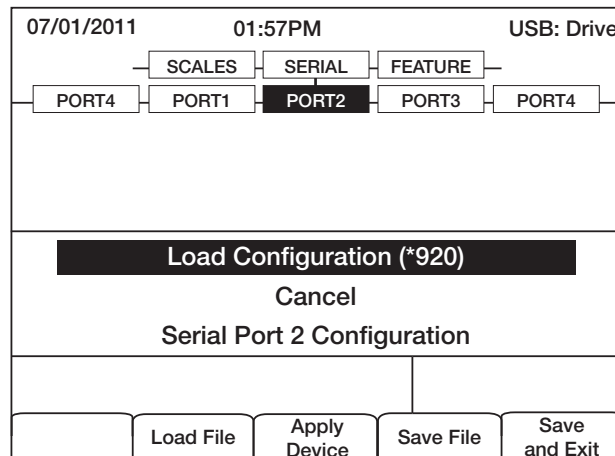 07/01/2011 01:57PM USB: Drive
SCALES SERIAL FEATURE
PORT4 PORT1 PORT2 PORT3 PORT4
Load Configuration (*920)
Cancel
Serial Port 2 Configuration
Load File Apply Device Save File Save and Exit